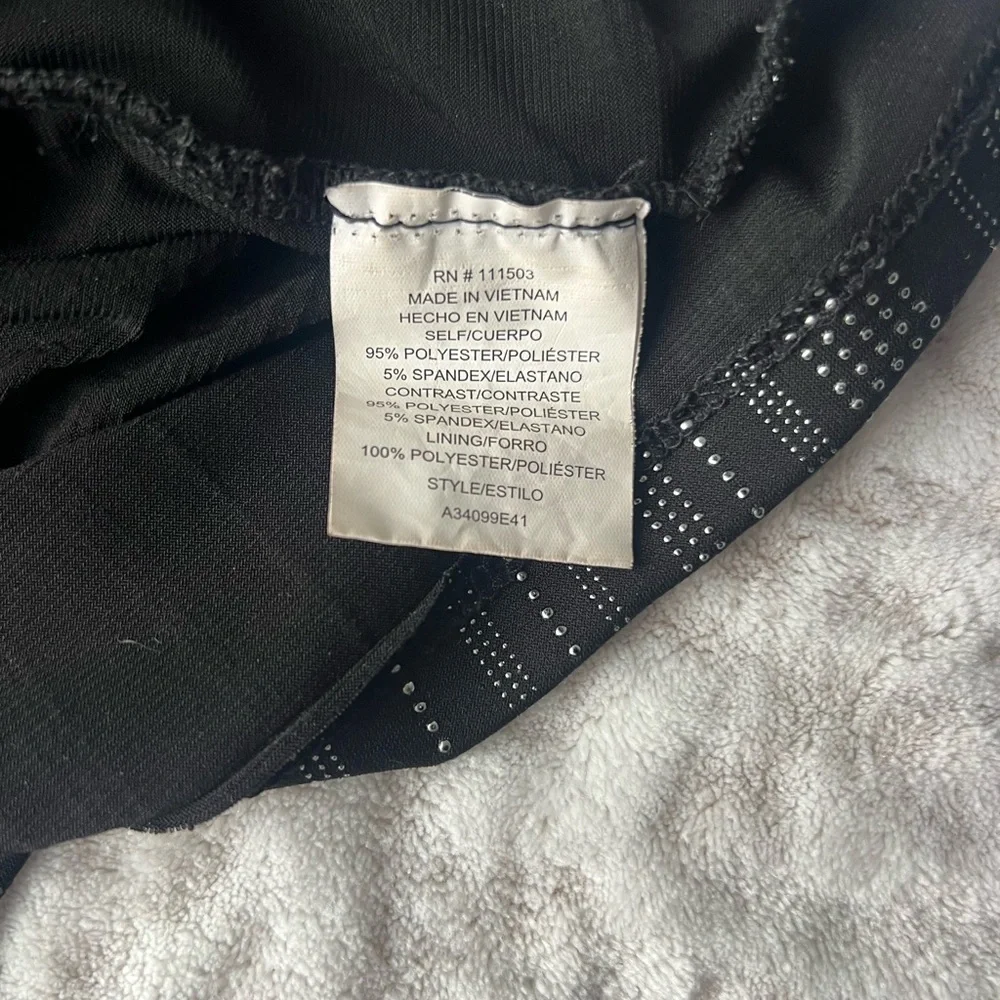 RN # 111503
MADE IN VIETNAM
HECHO EN VIETNAM
SELF/CUERPO
95% POLYESTER/POLIÉSTER
5% SPANDEX/ELASTANO
CONTRAST/CONTRASTE
95% POLYESTER/POLIÉSTER
5% SPANDEX/ELASTANO
LINING/FORRO
100% POLYESTER/POLIÉSTER
STYLE/ESTILO
A34099E41